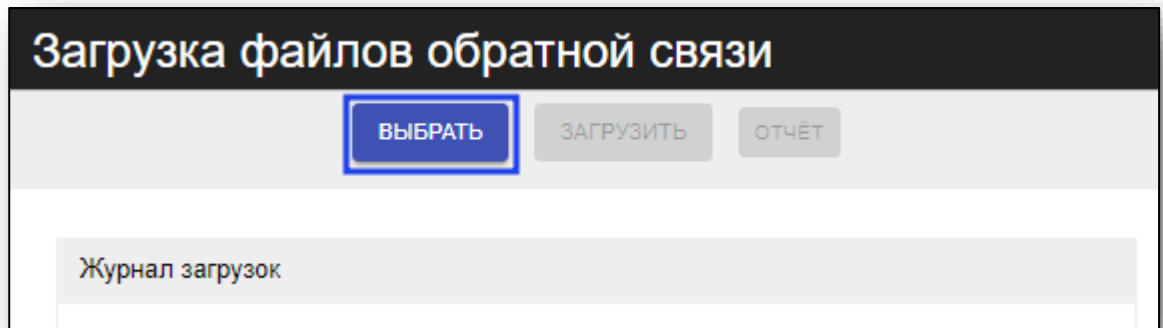 Загрузка файлов обратной связи
ВЫБРАТЬ ЗАГРУЗИТЬ ОТЧЁТ
Журнал загрузок